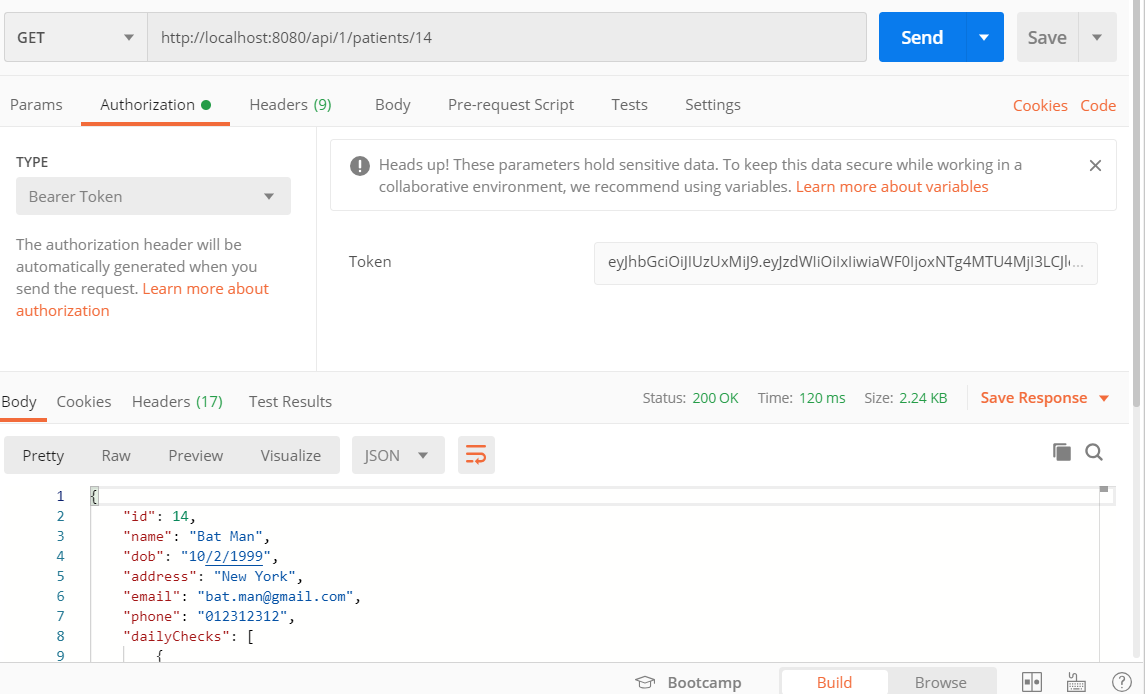 GET http://localhost:8080/api/1/patients/14 Send Save
Params Authorization Headers (9) Body Pre-request Script Tests Settings Cookies Code
TYPE
Bearer Token
The authorization header will be
automatically generated when you
send the request. Learn more about
authorization
Heads up! These parameters hold sensitive data. To keep this data secure while working in a
collaborative environment, we recommend using variables. Learn more about variables
Token
Body Cookies Headers (17) Test Results Status: 200 OK Time: 120 ms Size: 2.24 KB Save Response
Pretty Raw Preview Visualize JSON
1 {
2 "id": 14,
3 "name": "Bat Man",
4 "dob": "10/2/1999",
5 "address": "New York",
6 "email": "bat.man@gmail.com",
7 "phone": "012312312",
8 "dailyChecks": [
9 {
Bootcamp Build Browse